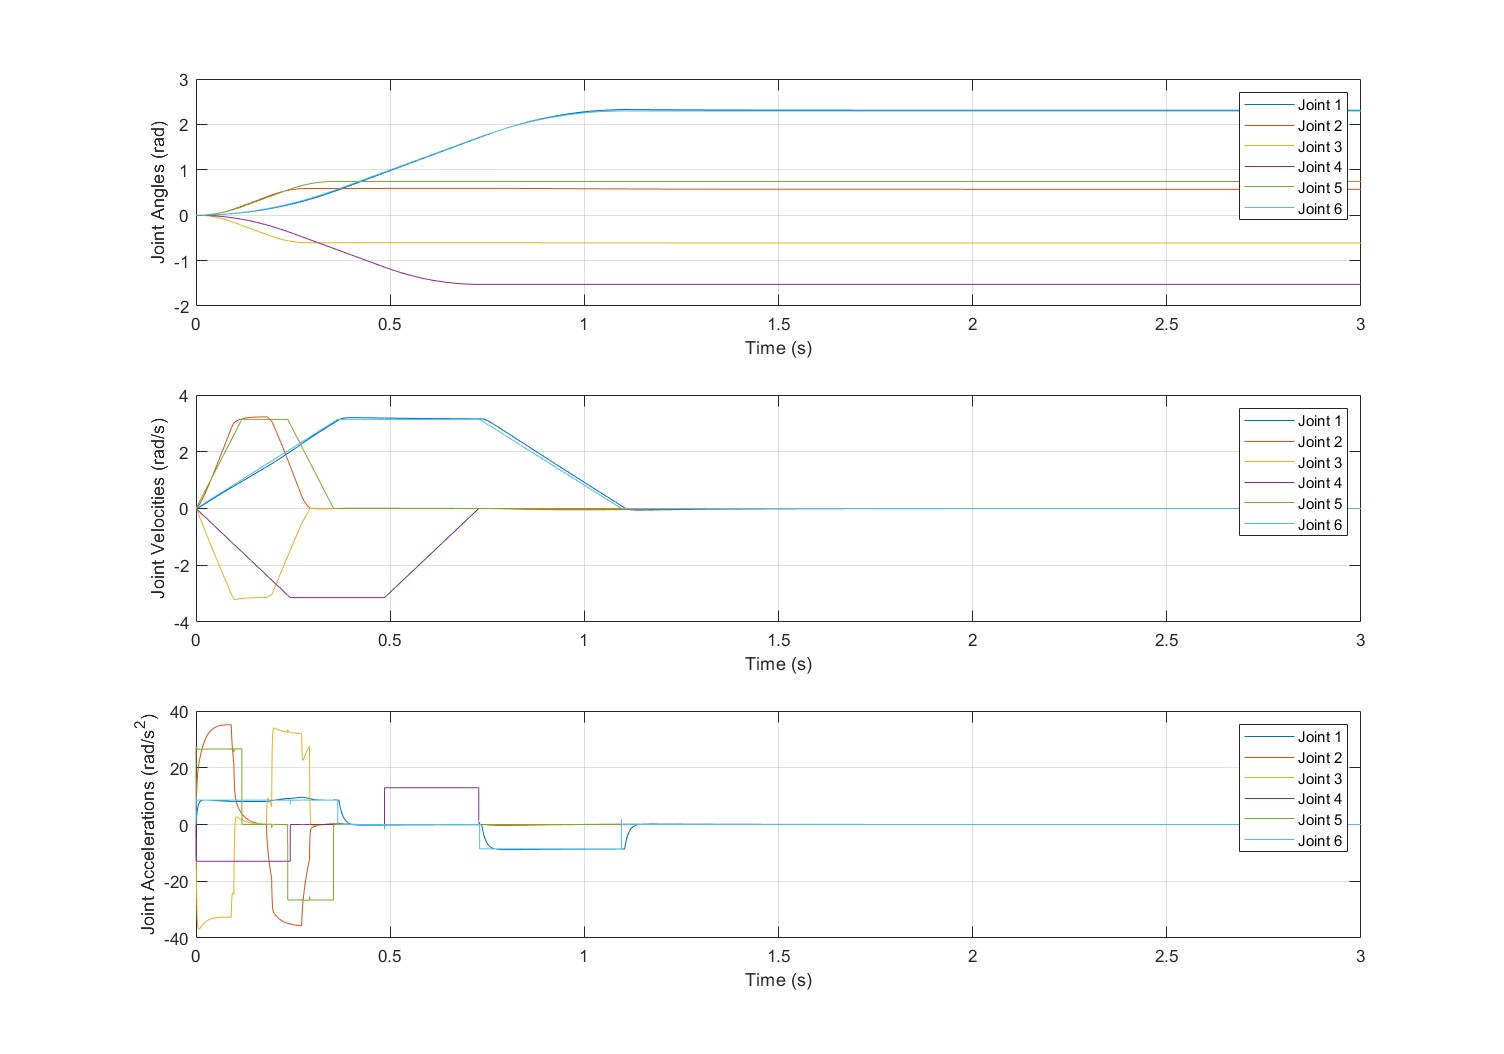 3
2
1
0
-1
-2
Joint Angles (rad)
Joint 1
Joint 2
Joint 3
Joint 4
Joint 5
Joint 6
0 0.5 1 1.5 2 2.5 3
Time (s)
4
2
0
-2
-4
Joint Velocities (rad/s)
Joint 1
Joint 2
Joint 3
Joint 4
Joint 5
Joint 6
0 0.5 1 1.5 2 2.5 3
Time (s)
40
20
0
-20
-40
Joint Accelerations (rad/s²)
Joint 1
Joint 2
Joint 3
Joint 4
Joint 5
Joint 6
0 0.5 1 1.5 2 2.5 3
Time (s)